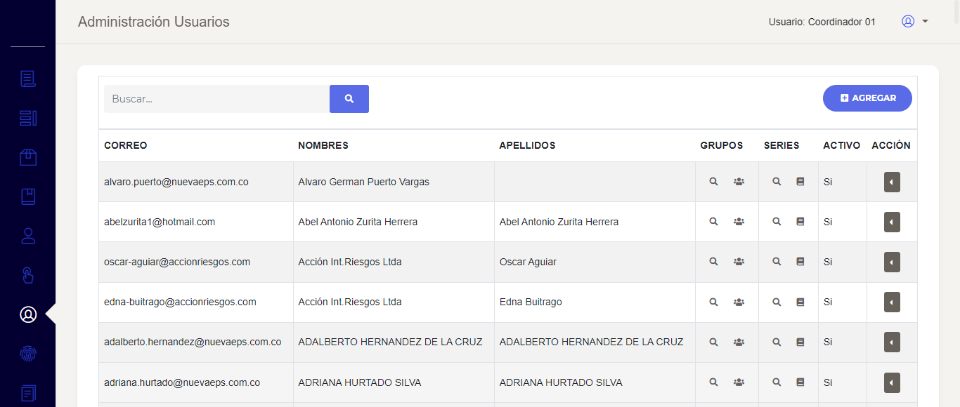 Administración Usuarios
Usuario: Coordinador 01
Buscar...
AGREGAR
CORREO NOMBRES APELLIDOS GRUPOS SERIES ACTIVO ACCIÓN
alvaro.puerto@nuevaeps.com.co Alvaro German Puerto Vargas Si
abelzurita1@hotmail.com Abel Antonio Zurita Herrera Abel Antonio Zurita Herrera Si
oscar-aguiar@accionriesgos.com Acción Int.Riesgos Ltda Oscar Aguiar Si
edna-buitrago@accionriesgos.com Acción Int.Riesgos Ltda Edna Buitrago Si
adalberto.hernandez@nuevaeps.com.co ADALBERTO HERNANDEZ DE LA CRUZ ADALBERTO HERNANDEZ DE LA CRUZ Si
adriana.hurtado@nuevaeps.com.co ADRIANA HURTADO SILVA ADRIANA HURTADO SILVA Si